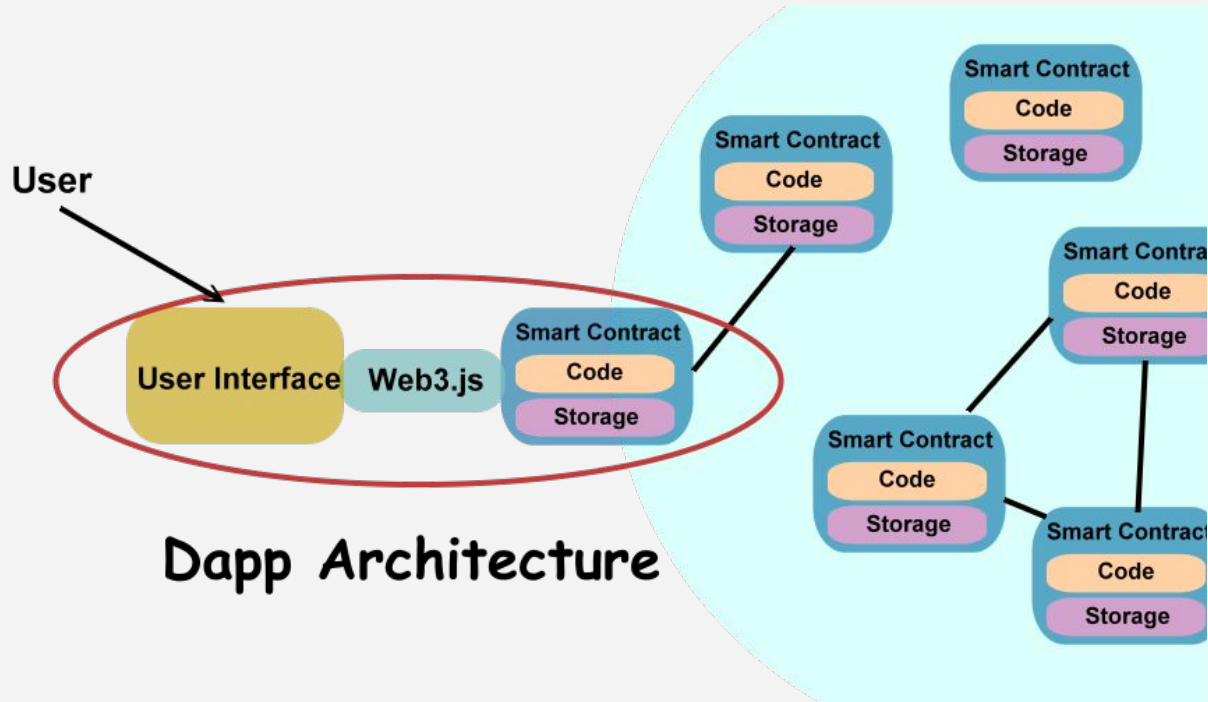 User
User Interface
Web3.js
Smart Contract
Code
Storage
Dapp Architecture
Smart Contract
Code
Storage
Smart Contract
Code
Storage
Smart Contra
Code
Storage
Smart Contract
Code
Storage
Smart Contract
Code
Storage